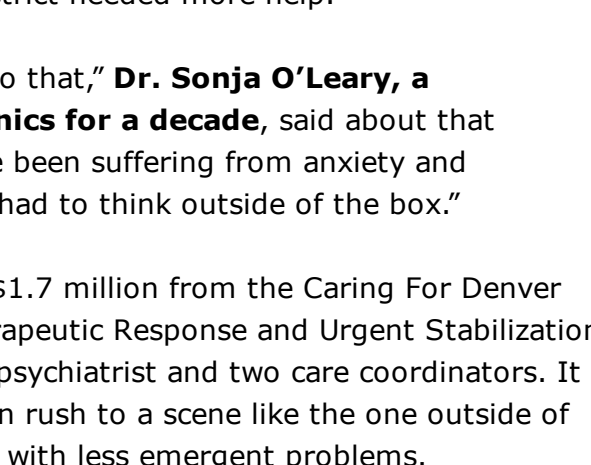 strict needed more help.
o that,” Dr. Sonja O’Leary, a
nics for a decade, said about that
e been suffering from anxiety and
had to think outside of the box.”
$1.7 million from the Caring For Denver
rapeutic Response and Urgent Stabilization
psychiatrist and two care coordinators. It
n rush to a scene like the one outside of
with less emergent problems.